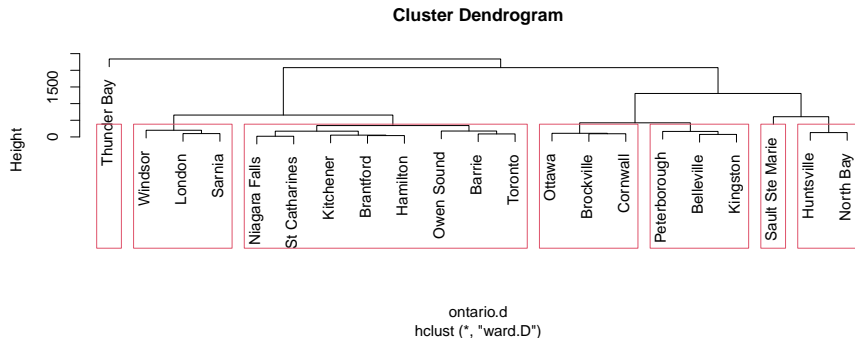 Cluster Dendrogram
Height
0
1500
Thunder Bay
Windsor
London
Sarnia
Niagara Falls
St Catharines
Kitchener
Brantford
Hamilton
Owen Sound
Barrie
Toronto
Ottawa
Brockville
Cornwall
Peterborough
Belleville
Kingston
Sault Ste Marie
Huntsville
North Bay
ontario.d
hclust (*, "ward.D")